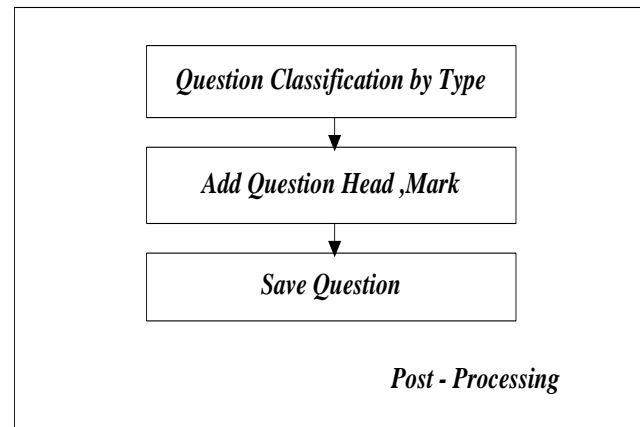 Question Classification by Type
Add Question Head ,Mark
Save Question
Post - Processing